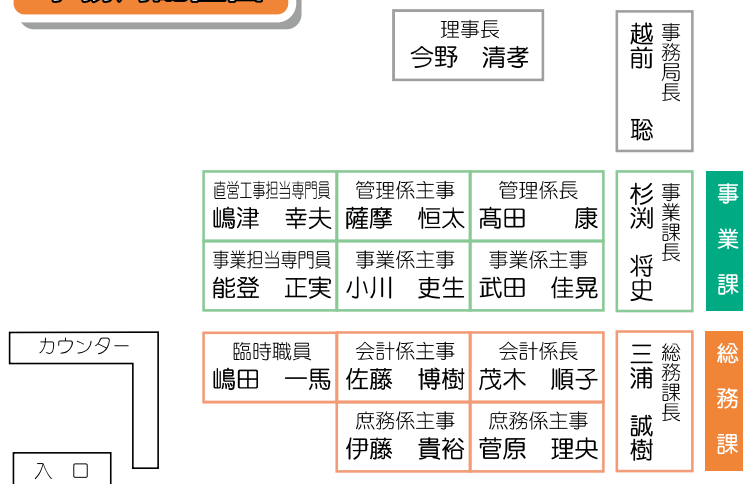 理事長
今野 清孝
事務局長
越前 聡
直営工事担当専門員
嶋津 幸夫
管理係主事
薩摩 恒太
管理係長
髙田 康
事業担当専門員
能登 正実
事業係主事
小川 吏生
事業係主事
武田 佳晃
事業課長
杉渕 将史
事業課
臨時職員
嶋田 一馬
会計係主事
佐藤 博樹
会計係長
茂木 順子
庶務係主事
伊藤 貴裕
庶務係主事
菅原 理央
総務課長
三浦 誠樹
総務課
カウンター
入口